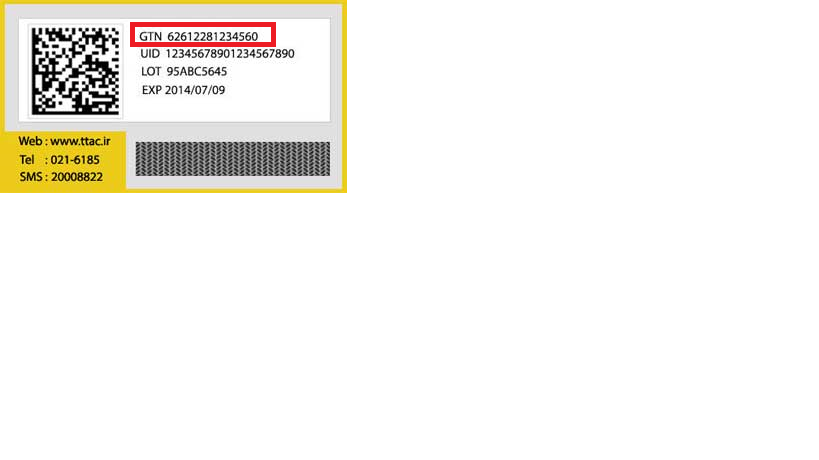 GTN 62612281234560
UID 12345678901234567890
LOT 95ABC5645
EXP 2014/07/09
Web : www.ttac.ir
Tel : 021-6185
SMS : 20008822